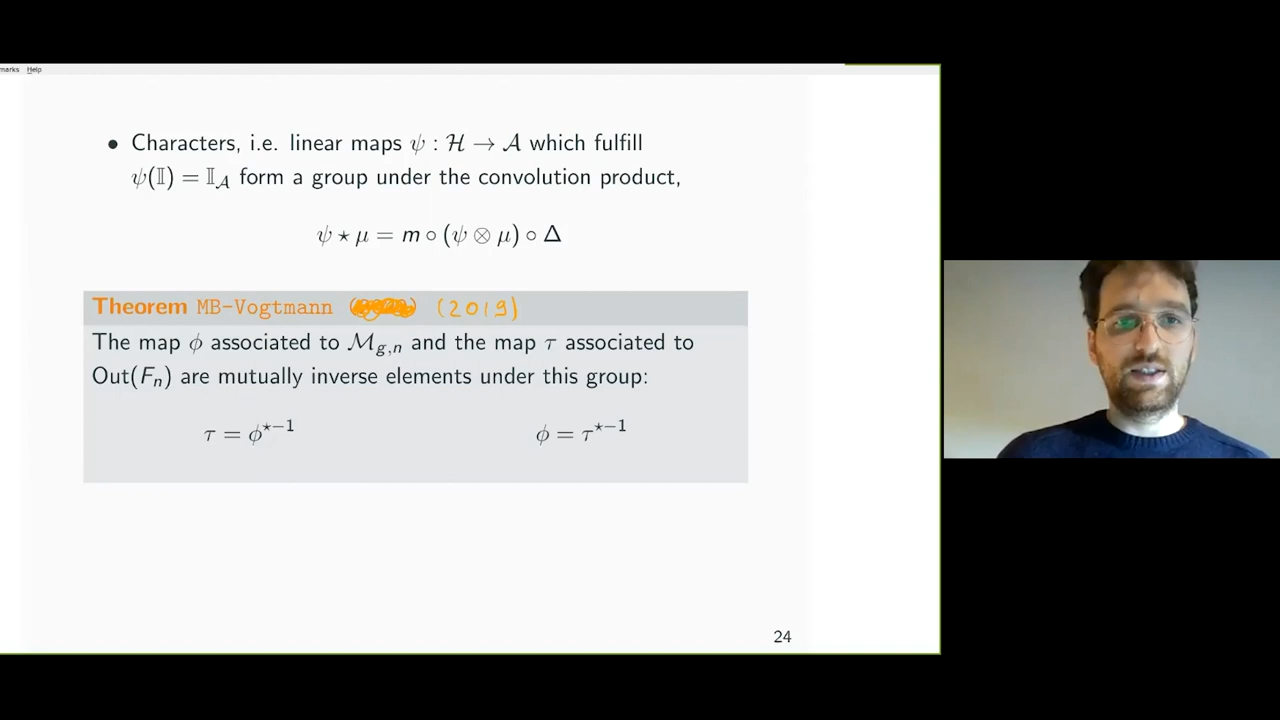 marks Help
• Characters, i.e. linear maps ψ : ℋ → 𝒜 which fulfill
ψ(𝕀) = 𝕀_𝒜 form a group under the convolution product,
ψ ⋆ μ = m ∘ (ψ ⊗ μ) ∘ Δ
Theorem MB-Vogtmann (2019)
The map ϕ associated to ℳ_{g,n} and the map τ associated to
Out(F_n) are mutually inverse elements under this group:
τ = ϕ^{⋆−1} ϕ = τ^{⋆−1}
24